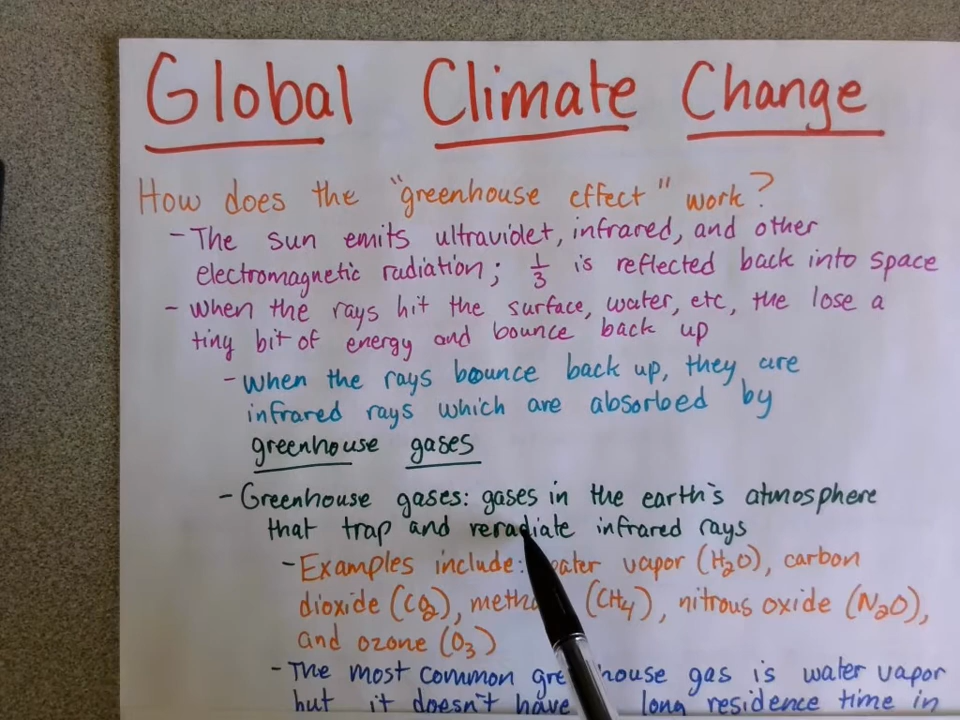 Global Climate Change
How does the "greenhouse effect" work?
- The sun emits ultraviolet, infrared, and other
electromagnetic radiation; 1/3 is reflected back into space
- When the rays hit the surface, water, etc, the lose a
tiny bit of energy and bounce back up
- When the rays bounce back up, they are
infrared rays which are absorbed by
greenhouse gases
- Greenhouse gases: gases in the earth's atmosphere
that trap and reradiate infrared rays
- Examples include: water vapor (H2O), carbon
dioxide (CO2), methane (CH4), nitrous oxide (N2O),
and ozone (O3)
- The most common greenhouse gas is water vapor
but it doesn't have long residence time in